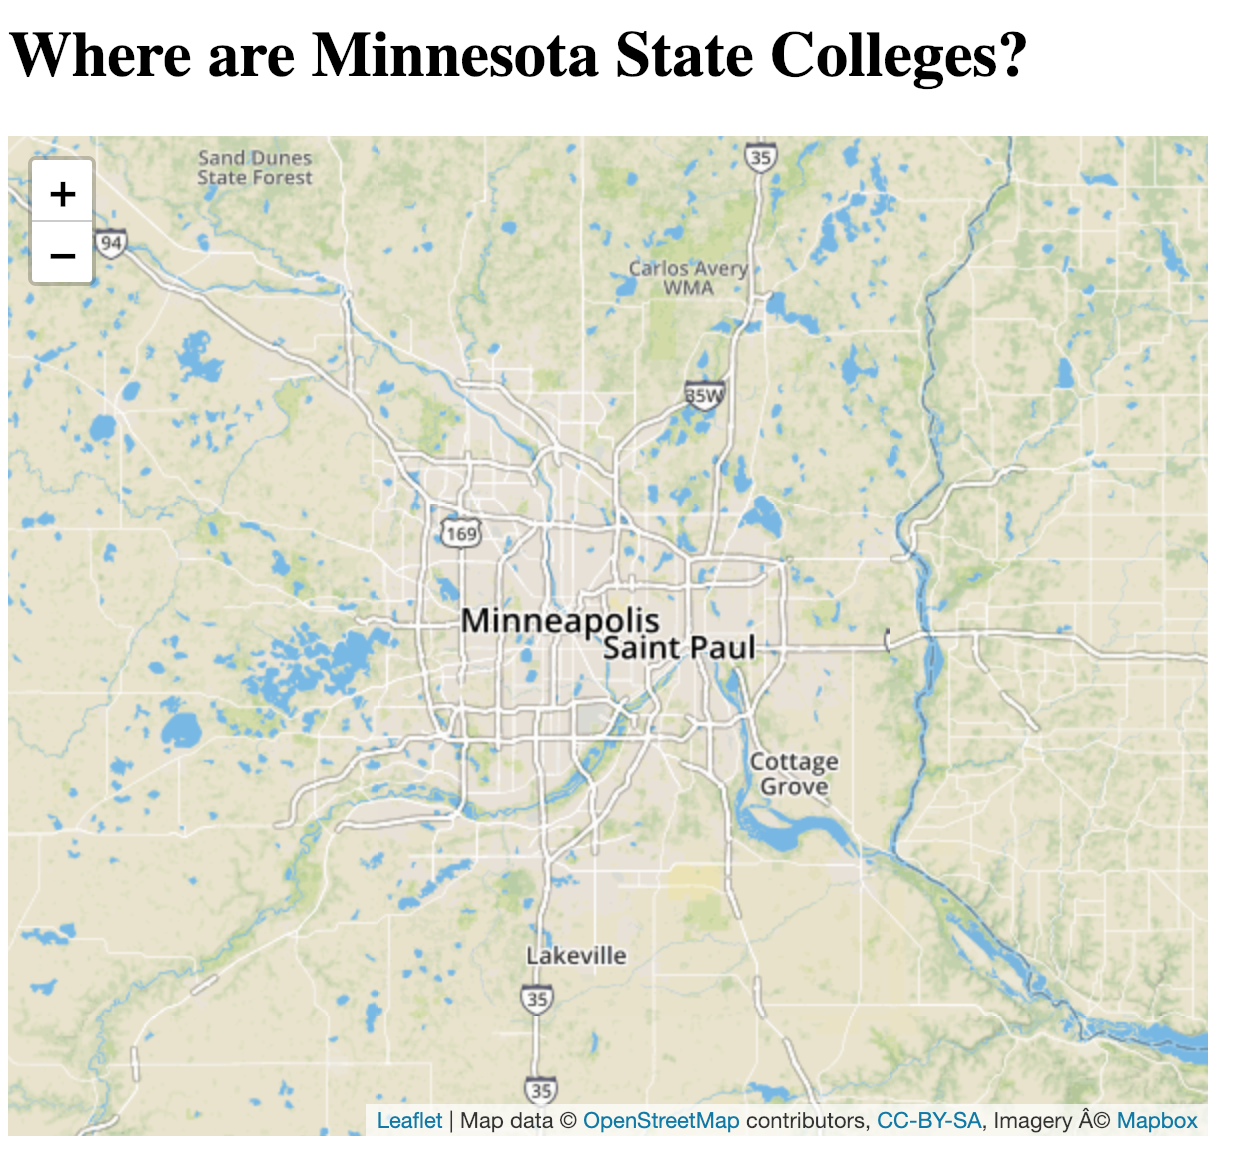 Where are Minnesota State Colleges?
Sand Dunes
State Forest
35
+
−
94
Carlos Avery
WMA
35W
169
Minneapolis
Saint Paul
Cottage
Grove
Lakeville
35
35
Leaflet | Map data © OpenStreetMap contributors, CC-BY-SA, Imagery Â© Mapbox